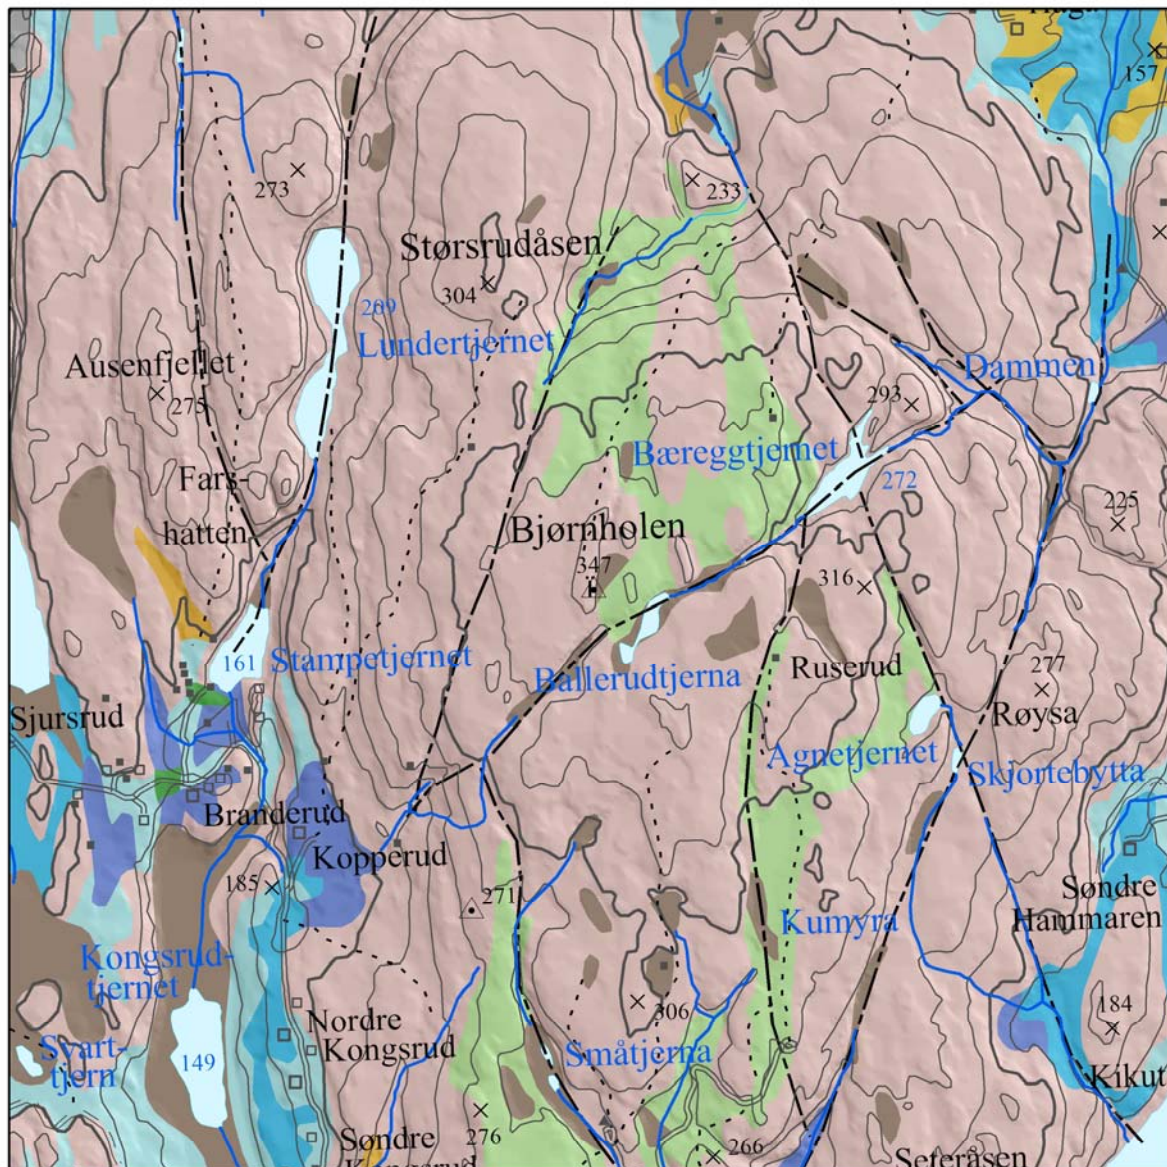 157
273
233
Størsrudåsen
304
209
Lundertjernet
Ausenfjellet
275
Dammen
293
Bæreggtjernet
272
Fars-
hatten
225
Bjørnholen
347
316
161
Stampetjernet
Ballerudtjerna
Ruserud
277
Røysa
Sjursrud
Agnetjernet
Skjortebytta
Branderud
Kopperud
185
271
Søndre
Hammaren
Kumyra
Kongsrud-
tjernet
306
184
Nordre
Kongsrud
Svart-
tjern
149
Småtjerna
Kikut
276
Søndre
Kongsrud
266
Seteråsen